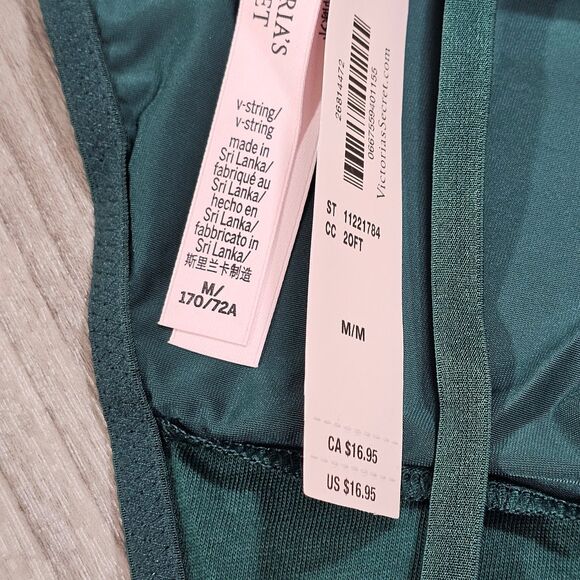 v-string/
v-string
made in
Sri Lanka/
fabriqué au
Sri Lanka/
hecho en
Sri Lanka/
fabbricato in
Sri Lanka/
斯里兰卡制造
M/
170/72A
26814472
0667559401155
VictoriasSecret.com
ST 11221784
CC 20FT
M/M
CA $16.95
US $16.95